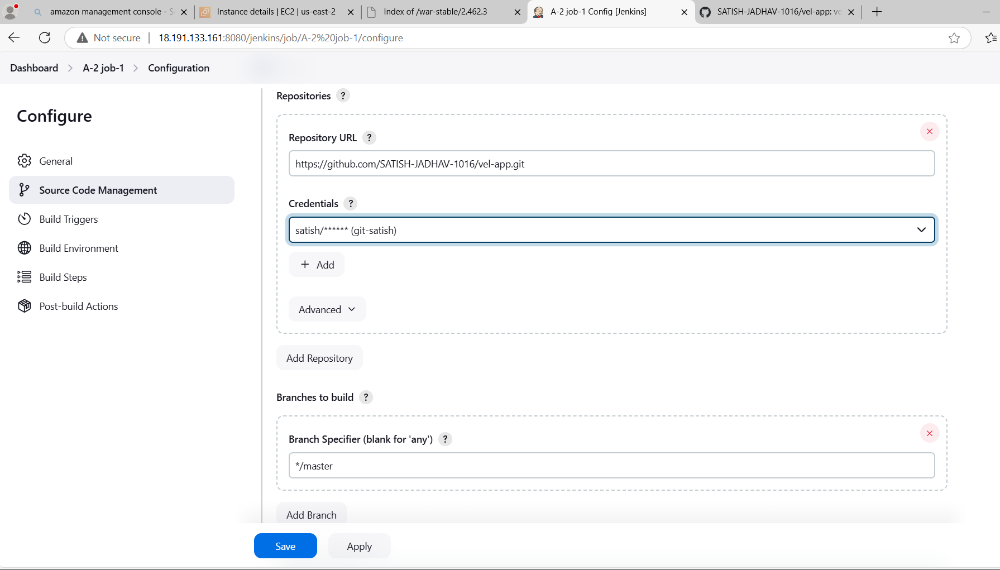 amazon management console - S
Instance details | EC2 | us-east-2
Index of /war-stable/2.462.3
A-2 job-1 Config [Jenkins]
SATISH-JADHAV-1016/vel-app: ve
Not secure
18.191.133.161:8080/jenkins/job/A-2%20job-1/configure
Dashboard
A-2 job-1
Configuration
Configure
General
Source Code Management
Build Triggers
Build Environment
Build Steps
Post-build Actions
Repositories ?
Repository URL ?
https://github.com/SATISH-JADHAV-1016/vel-app.git
Credentials ?
satish/****** (git-satish)
+ Add
Advanced
Add Repository
Branches to build ?
Branch Specifier (blank for 'any') ?
*/master
Add Branch
Save
Apply